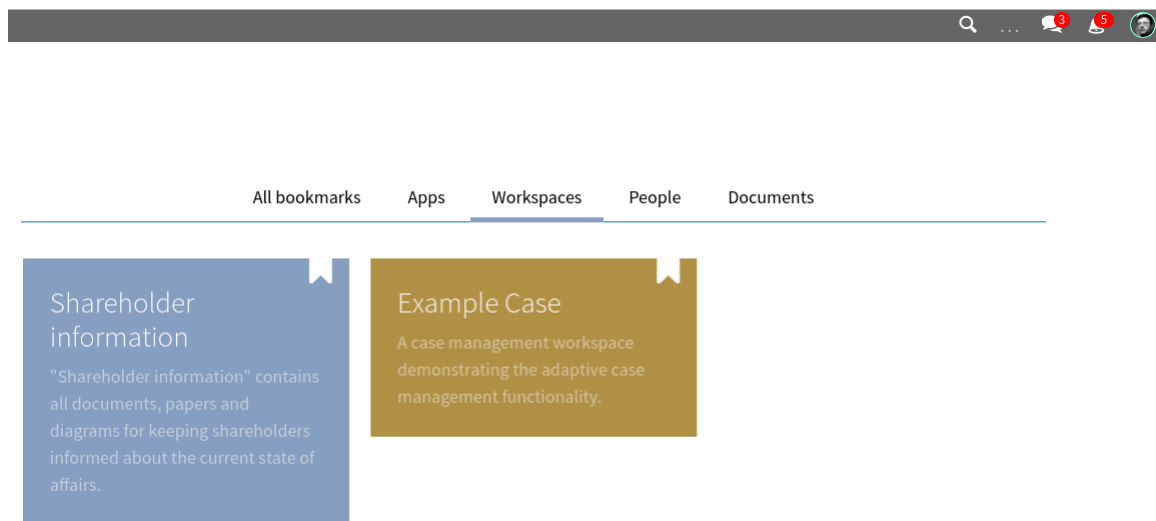 ... 3 5
All bookmarks Apps Workspaces People Documents
Shareholder
information
"Shareholder information" contains
all documents, papers and
diagrams for keeping shareholders
informed about the current state of
affairs.
Example Case
A case management workspace
demonstrating the adaptive case
management functionality.